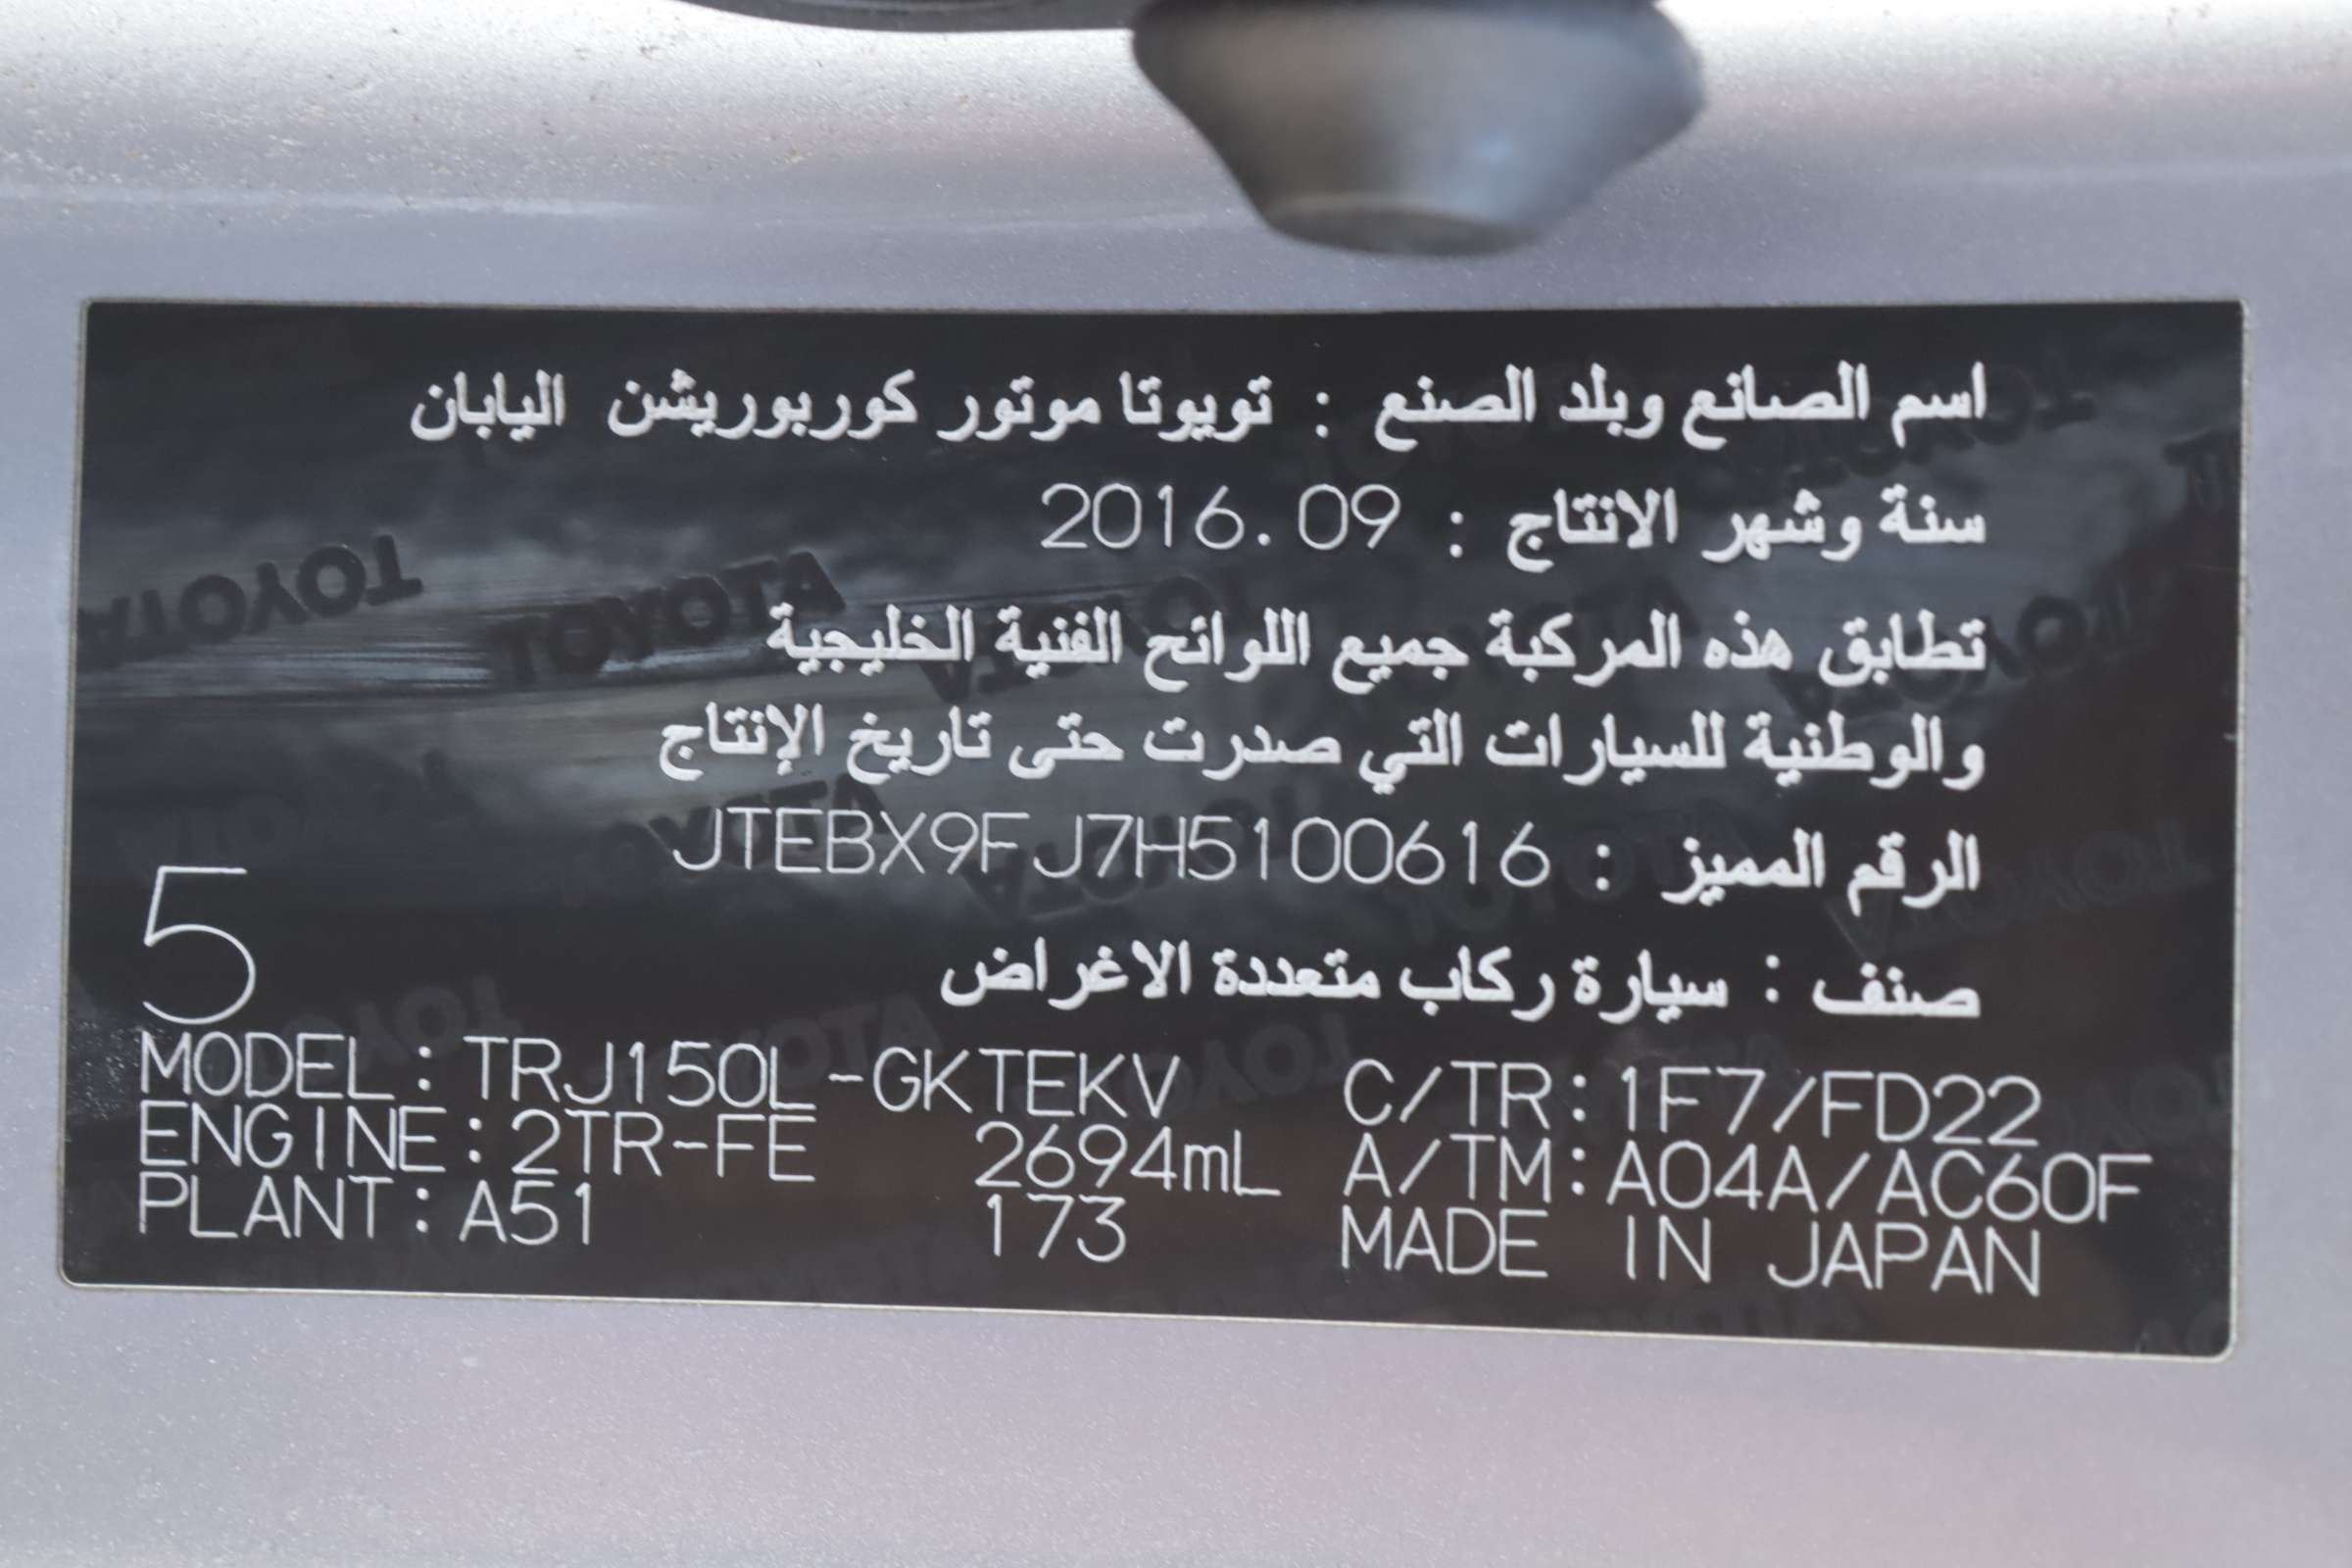 اسم الصانع وبلد الصنع : تويوتا موتور كوربوريشن اليابان
سنة وشهر الانتاج : 2016.09
تطابق هذه المركبة جميع اللوائح الفنية الخليجية
والوطنية للسيارات التي صدرت حتى تاريخ الإنتاج
الرقم المميز : JTEBX9FJ7H5100616
صنف : سيارة ركاب متعددة الاغراض
5
MODEL: TRJ150L-GKTEKV C/TR: 1F7/FD22
ENGINE: 2TR-FE 2694mL A/TM: A04A/AC60F
PLANT: A51 173 MADE IN JAPAN